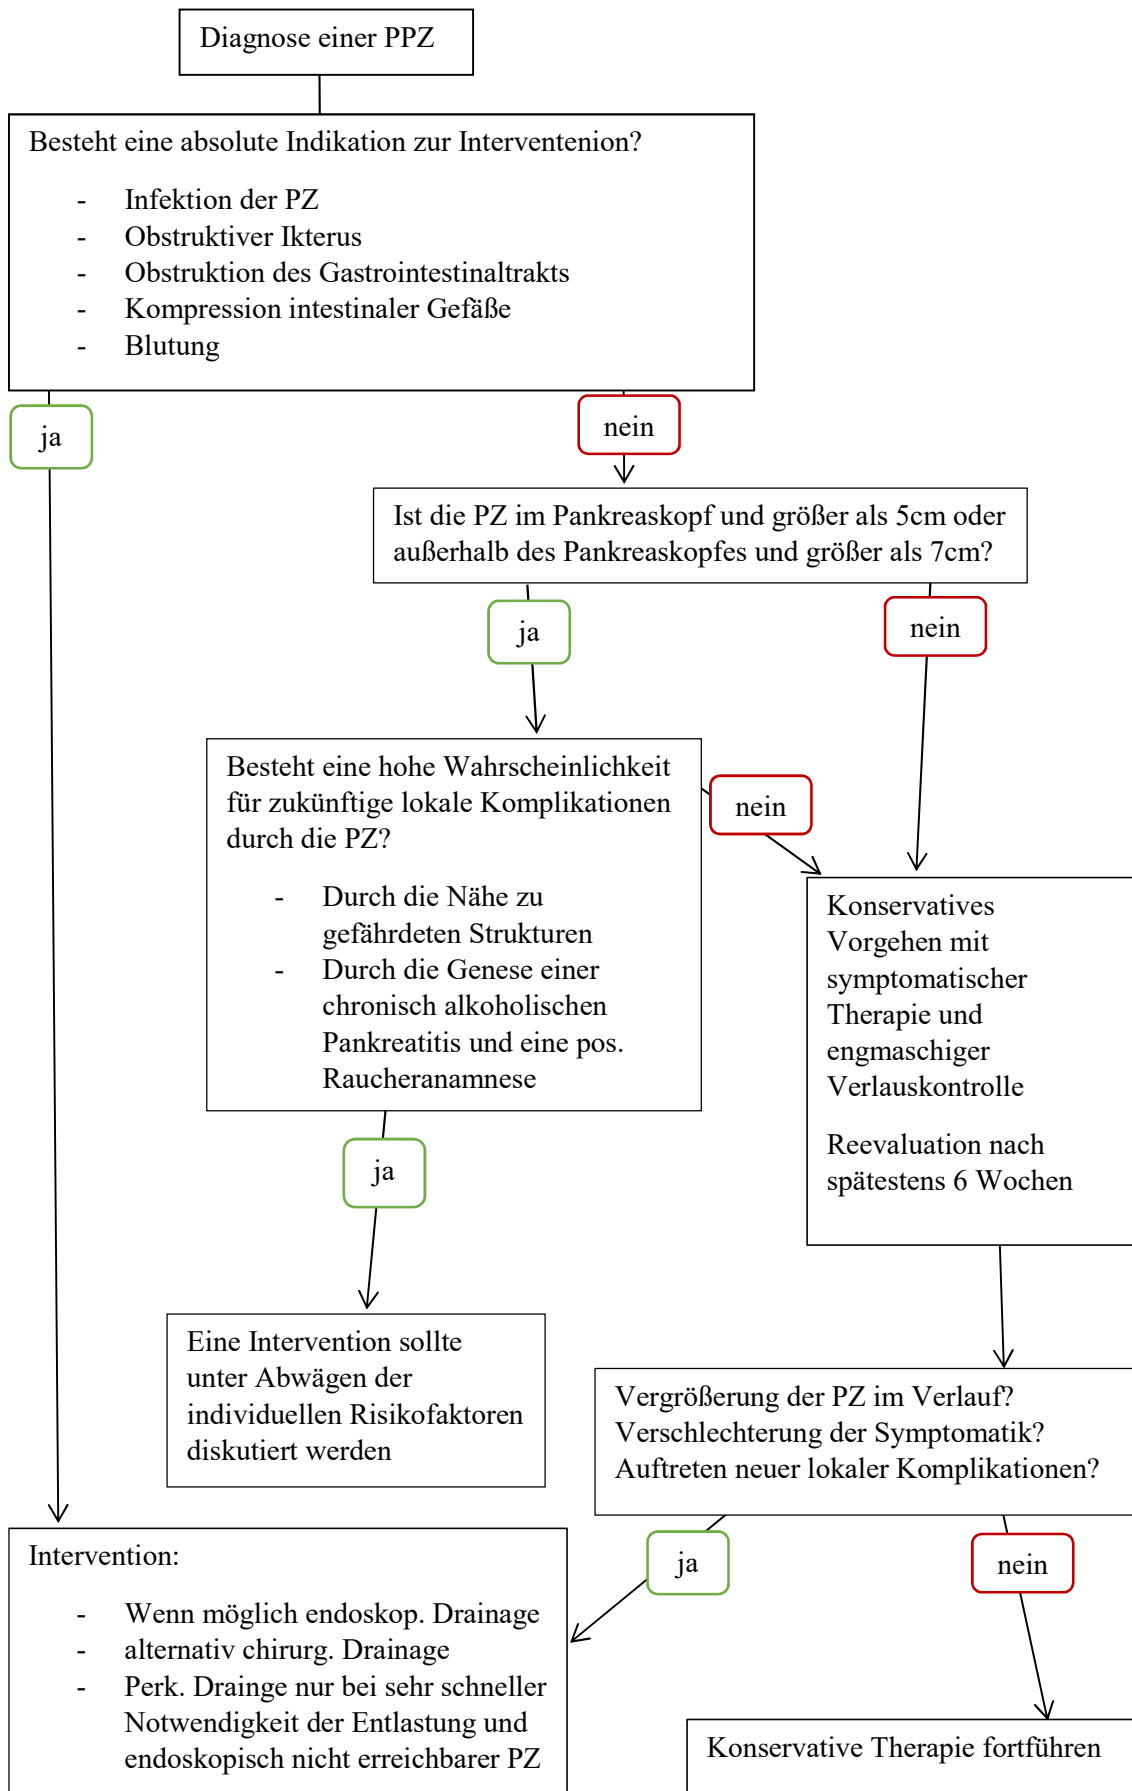 Diagnose einer PPZ
Besteht eine absolute Indikation zur Interventenion?
- Infektion der PZ
- Obstruktiver Ikterus
- Obstruktion des Gastrointestinaltrakts
- Kompression intestinaler Gefäße
- Blutung
ja
nein
Ist die PZ im Pankreaskopf und größer als 5cm oder
außerhalb des Pankreaskopfes und größer als 7cm?
ja
nein
Besteht eine hohe Wahrscheinlichkeit
für zukünftige lokale Komplikationen
durch die PZ?
- Durch die Nähe zu
gefährdeten Strukturen
- Durch die Genese einer
chronisch alkoholischen
Pankreatitis und eine pos.
Raucheranamnese
nein
Konservatives
Vorgehen mit
symptomatischer
Therapie und
engmaschiger
Verlauskontrolle
Reevaluation nach
spätestens 6 Wochen
ja
Eine Intervention sollte
unter Abwägen der
individuellen Risikofaktoren
diskutiert werden
Vergrößerung der PZ im Verlauf?
Verschlechterung der Symptomatik?
Auftreten neuer lokaler Komplikationen?
ja
nein
Intervention:
- Wenn möglich endoskop. Drainage
- alternativ chirurg. Drainage
- Perk. Drainge nur bei sehr schneller
Notwendigkeit der Entlastung und
endoskopisch nicht erreichbarer PZ
Konservative Therapie fortführen